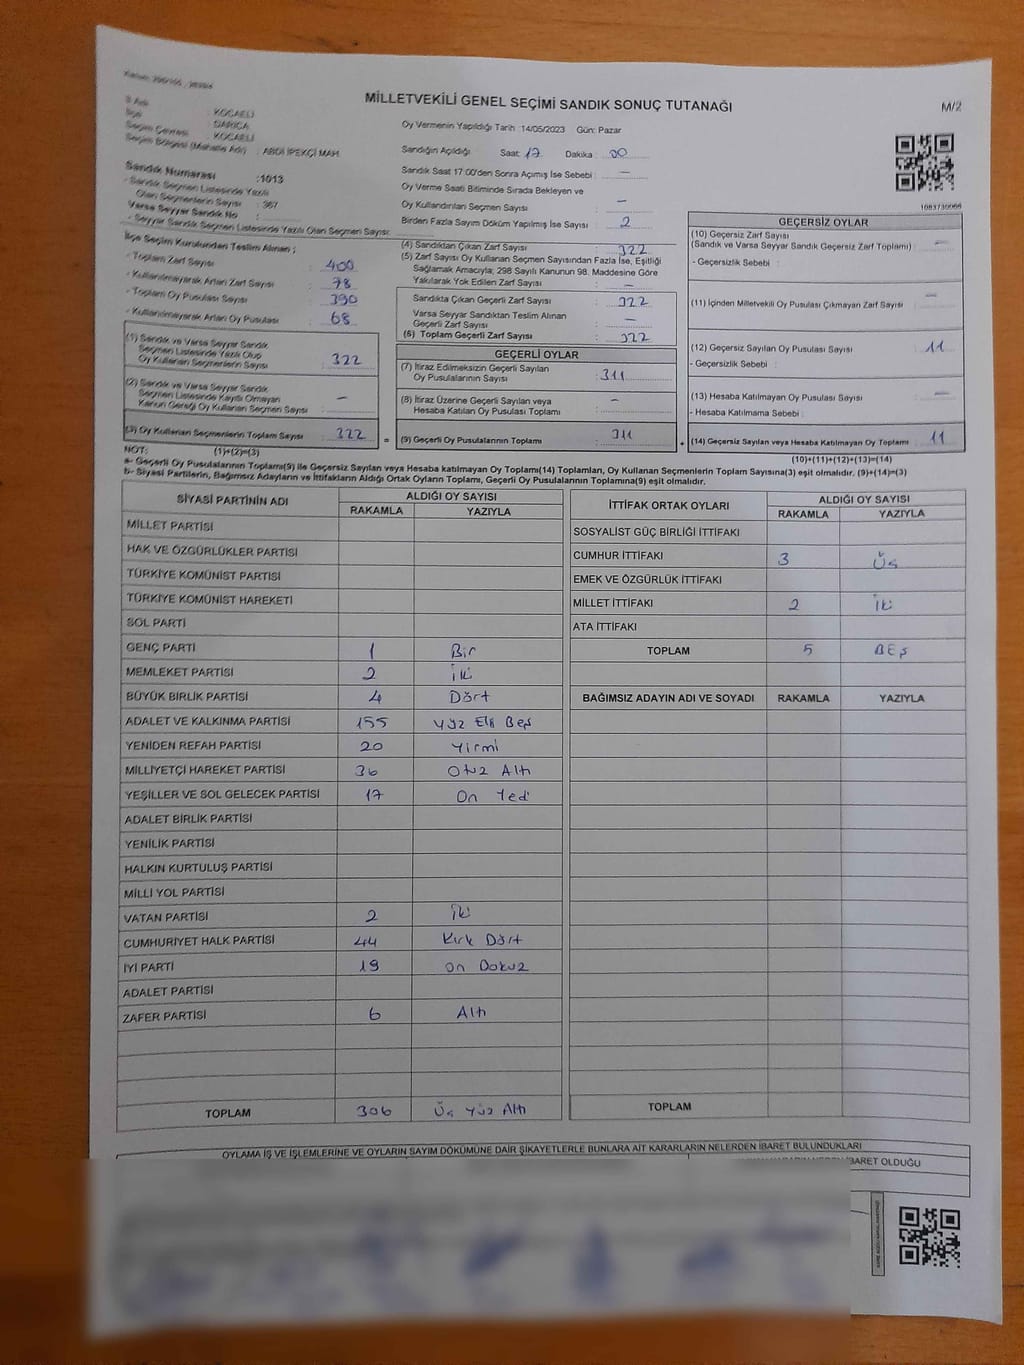 MİLLETVEKİLİ GENEL SEÇİMİ SANDIK SONUÇ TUTANAĞI
M/2
İl Adı : KOCAELİ
İlçe : DARICA
Seçim Çevresi : KOCAELİ
Seçim Bölgesi (Mahalle Adı) : ABDİ İPEKÇİ MAH.
Sandık Numarası :1013
- Sandık Seçmen Listesinde Yazılı
Olan Seçmenlerin Sayısı : 367
Varsa Seyyar Sandık No :
- Seyyar Sandık Seçmen Listesinde Yazılı Olan Seçmen Sayısı:
İlçe Seçim Kurulundan Teslim Alınan ;
- Toplam Zarf Sayısı : 400
- Kullanılmayarak Artan Zarf Sayısı : 78
- Toplam Oy Pusulası Sayısı : 390
- Kullanılmayarak Artan Oy Pusulası : 68
(1) Sandık ve Varsa Seyyar Sandık
Seçmen Listesinde Yazılı Olup
Oy Kullanan Seçmenlerin Sayısı : 322
(2) Sandık ve Varsa Seyyar Sandık
Seçmen Listesinde Kayıtlı Olmayan
Kanun Gereği Oy Kullanan Seçmen Sayısı : -
(3) Oy Kullanan Seçmenlerin Toplam Sayısı : 322
(1)+(2)=(3)
Oy Vermenin Yapıldığı Tarih :14/05/2023 Gün: Pazar
Sandığın Açıldığı Saat: 17 Dakika : 00
Sandık Saat 17:00'den Sonra Açımış İse Sebebi : -
Oy Verme Saati Bitiminde Sırada Bekleyen ve
Oy Kullandırılan Seçmen Sayısı : -
Birden Fazla Sayım Döküm Yapılmış İse Sayısı : 2
(4) Sandıktan Çıkan Zarf Sayısı : 322
(5) Zarf Sayısı Oy Kullanan Seçmen Sayısından Fazla İse, Eşitliği
Sağlamak Amacıyla; 298 Sayılı Kanunun 98. Maddesine Göre
Yakılarak Yok Edilen Zarf Sayısı : -
Sandıkta Çıkan Geçerli Zarf Sayısı : 322
Varsa Seyyar Sandıktan Teslim Alınan
Geçerli Zarf Sayısı : -
(6) Toplam Geçerli Zarf Sayısı : 322
GEÇERLİ OYLAR
(7) İtiraz Edilmeksizin Geçerli Sayılan
Oy Pusulalarının Sayısı : 311
(8) İtiraz Üzerine Geçerli Sayılan veya
Hesaba Katılan Oy Pusulası Toplamı : -
= (9) Geçerli Oy Pusulalarının Toplamı : 311
1083730066
GEÇERSİZ OYLAR
(10) Geçersiz Zarf Sayısı
(Sandık ve Varsa Seyyar Sandık Geçersiz Zarf Toplamı) : -
- Geçersizlik Sebebi :
(11) İçinden Milletvekili Oy Pusulası Çıkmayan Zarf Sayısı : -
(12) Geçersiz Sayılan Oy Pusulası Sayısı : 11
- Geçersizlik Sebebi :
(13) Hesaba Katılmayan Oy Pusulası Sayısı : -
- Hesaba Katılmama Sebebi :
+ (14) Geçersiz Sayılan veya Hesaba Katılmayan Oy Toplamı : 11
(10)+(11)+(12)+(13)=(14)
NOT:
a- Geçerli Oy Pusulalarının Toplamı(9) ile Geçersiz Sayılan veya Hesaba katılmayan Oy Toplamı(14) Toplamları, Oy Kullanan Seçmenlerin Toplam Sayısına(3) eşit olmalıdır. (9)+(14)=(3)
b- Siyasi Partilerin, Bağımsız Adayların ve İttifakların Aldığı Ortak Oyların Toplamı, Geçerli Oy Pusulalarının Toplamına(9) eşit olmalıdır.
SİYASİ PARTİNİN ADI ALDIĞI OY SAYISI
RAKAMLA YAZIYLA
MİLLET PARTİSİ
HAK VE ÖZGÜRLÜKLER PARTİSİ
TÜRKİYE KOMÜNİST PARTİSİ
TÜRKİYE KOMÜNİST HAREKETİ
SOL PARTİ
GENÇ PARTİ 1 Bir
MEMLEKET PARTİSİ 2 İki
BÜYÜK BİRLİK PARTİSİ 4 Dört
ADALET VE KALKINMA PARTİSİ 155 yüz Elli Beş
YENİDEN REFAH PARTİSİ 20 Yirmi
MİLLİYETÇİ HAREKET PARTİSİ 36 Otuz Altı
YEŞİLLER VE SOL GELECEK PARTİSİ 17 On Yedi
ADALET BİRLİK PARTİSİ
YENİLİK PARTİSİ
HALKIN KURTULUŞ PARTİSİ
MİLLİ YOL PARTİSİ
VATAN PARTİSİ 2 İki
CUMHURİYET HALK PARTİSİ 44 Kırk Dört
İYİ PARTİ 19 on Dokuz
ADALET PARTİSİ
ZAFER PARTİSİ 6 Altı
TOPLAM 306 Üç Yüz Altı
İTTİFAK ORTAK OYLARI ALDIĞI OY SAYISI
RAKAMLA YAZIYLA
SOSYALİST GÜÇ BİRLİĞİ İTTİFAKI
CUMHUR İTTİFAKI 3 Üç
EMEK VE ÖZGÜRLÜK İTTİFAKI
MİLLET İTTİFAKI 2 İki
ATA İTTİFAKI
TOPLAM 5 BEŞ
BAĞIMSIZ ADAYIN ADI VE SOYADI RAKAMLA YAZIYLA
TOPLAM
OYLAMA İŞ VE İŞLEMLERİNE VE OYLARIN SAYIM DÖKÜMÜNE DAİR ŞİKAYETLERLE BUNLARA AİT KARARLARIN NELERDEN İBARET BULUNDUKLARI
İBARET OLDUĞU